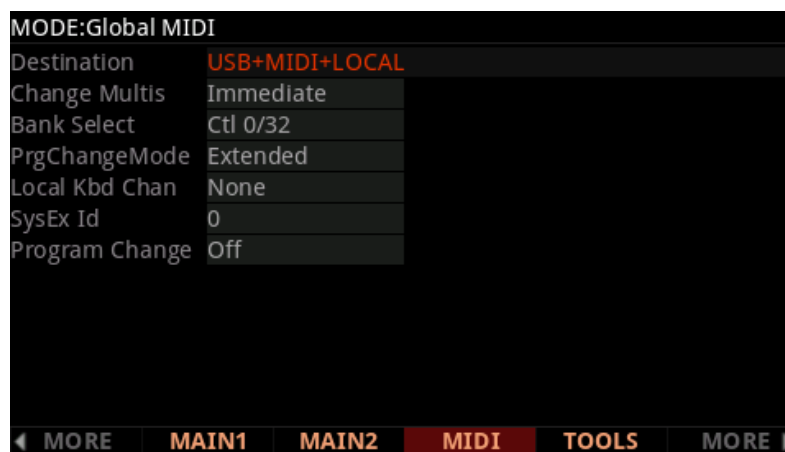 MODE:Global MIDI
Destination USB+MIDI+LOCAL
Change Multis Immediate
Bank Select Ctl 0/32
PrgChangeMode Extended
Local Kbd Chan None
SysEx Id 0
Program Change Off
MORE MAIN1 MAIN2 MIDI TOOLS MORE